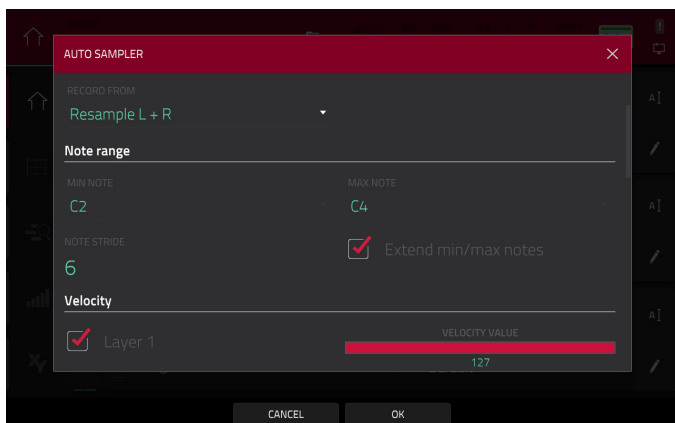 AUTO SAMPLER
RECORD FROM
Resample L + R
Note range
MIN NOTE
MAX NOTE
C2
C4
NOTE STRIDE
6
Extend min/max notes
Velocity
Layer 1
VELOCITY VALUE
127
CANCEL
OK